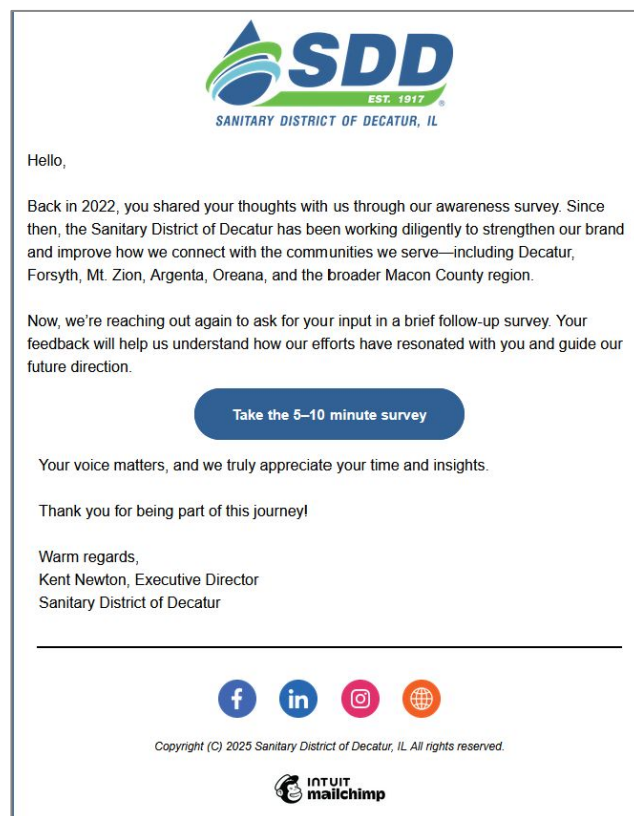 SDD
EST. 1917
®
SANITARY DISTRICT OF DECATUR, IL
Hello,
Back in 2022, you shared your thoughts with us through our awareness survey. Since
then, the Sanitary District of Decatur has been working diligently to strengthen our brand
and improve how we connect with the communities we serve—including Decatur,
Forsyth, Mt. Zion, Argenta, Oreana, and the broader Macon County region.
Now, we’re reaching out again to ask for your input in a brief follow-up survey. Your
feedback will help us understand how our efforts have resonated with you and guide our
future direction.
Take the 5–10 minute survey
Your voice matters, and we truly appreciate your time and insights.
Thank you for being part of this journey!
Warm regards,
Kent Newton, Executive Director
Sanitary District of Decatur
f in
Copyright (C) 2025 Sanitary District of Decatur, IL All rights reserved.
INTUIT
mailchimp